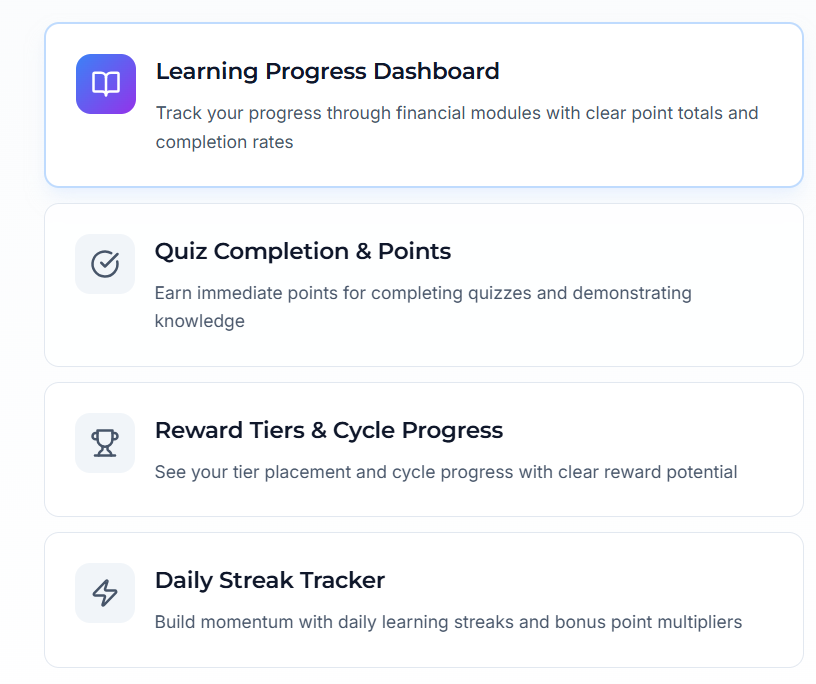 Learning Progress Dashboard
Track your progress through financial modules with clear point totals and
completion rates
Quiz Completion & Points
Earn immediate points for completing quizzes and demonstrating
knowledge
Reward Tiers & Cycle Progress
See your tier placement and cycle progress with clear reward potential
Daily Streak Tracker
Build momentum with daily learning streaks and bonus point multipliers